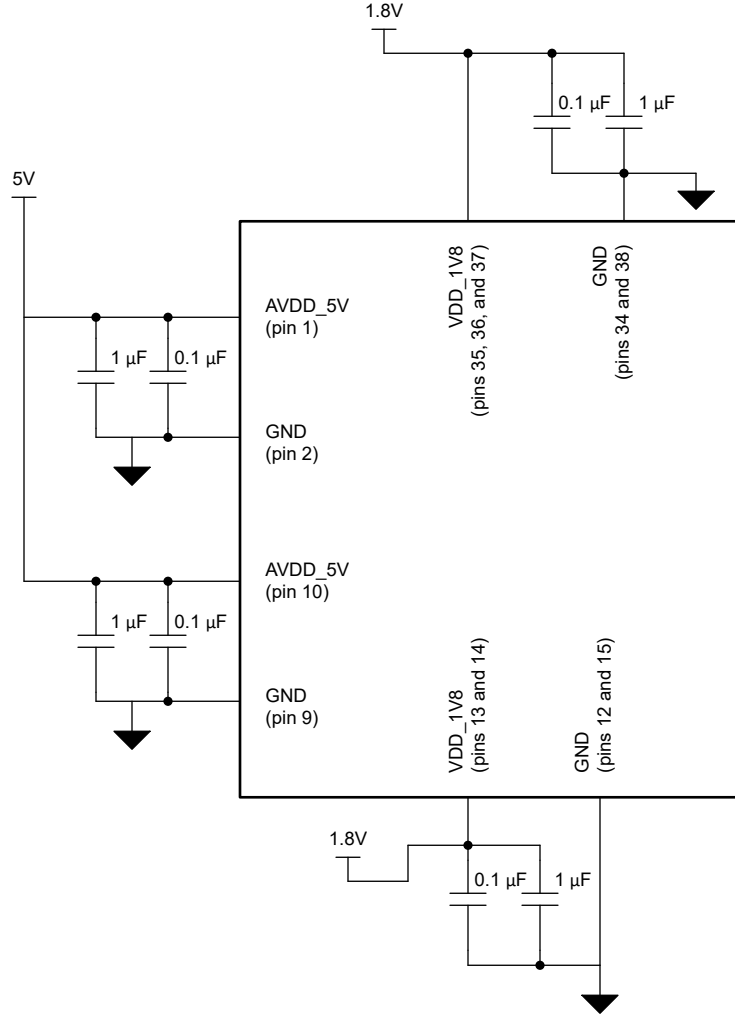 1.8V
0.1 µF
1 µF
5V
VDD_1V8
(pins 35, 36, and 37)
GND
(pins 34 and 38)
AVDD_5V
(pin 1)
1 µF
0.1 µF
GND
(pin 2)
AVDD_5V
(pin 10)
1 µF
0.1 µF
GND
(pin 9)
VDD_1V8
(pins 13 and 14)
GND
(pins 12 and 15)
1.8V
0.1 µF
1 µF